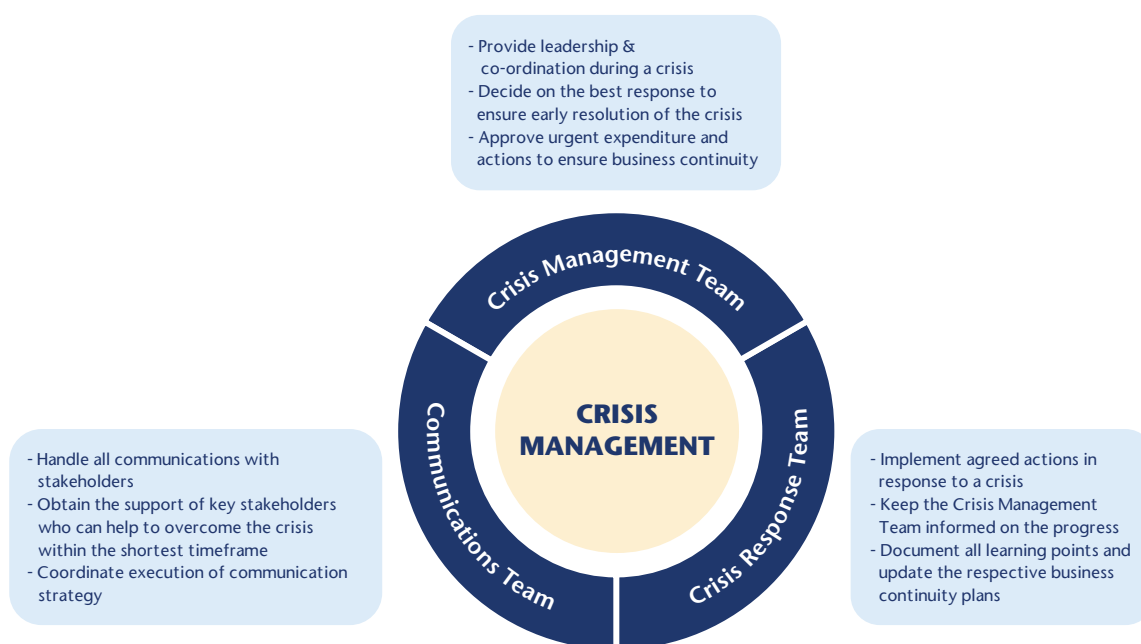 - Provide leadership &
co-ordination during a crisis
- Decide on the best response to
ensure early resolution of the crisis
- Approve urgent expenditure and
actions to ensure business continuity
Crisis Management Team
CRISIS
MANAGEMENT
Communications Team
Crisis Response Team
- Handle all communications with
stakeholders
- Obtain the support of key stakeholders
who can help to overcome the crisis
within the shortest timeframe
- Coordinate execution of communication
strategy
- Implement agreed actions in
response to a crisis
- Keep the Crisis Management
Team informed on the progress
- Document all learning points and
update the respective business
continuity plans